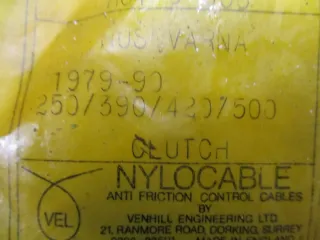 HUSQVARNA
1979-90
250/390/420/500
CLUTCH
NYLOCABLE
ANTI FRICTION CONTROL CABLES
BY
VEL
VENHILL ENGINEERING LTD
21, RANMORE ROAD, DORKING, SURREY